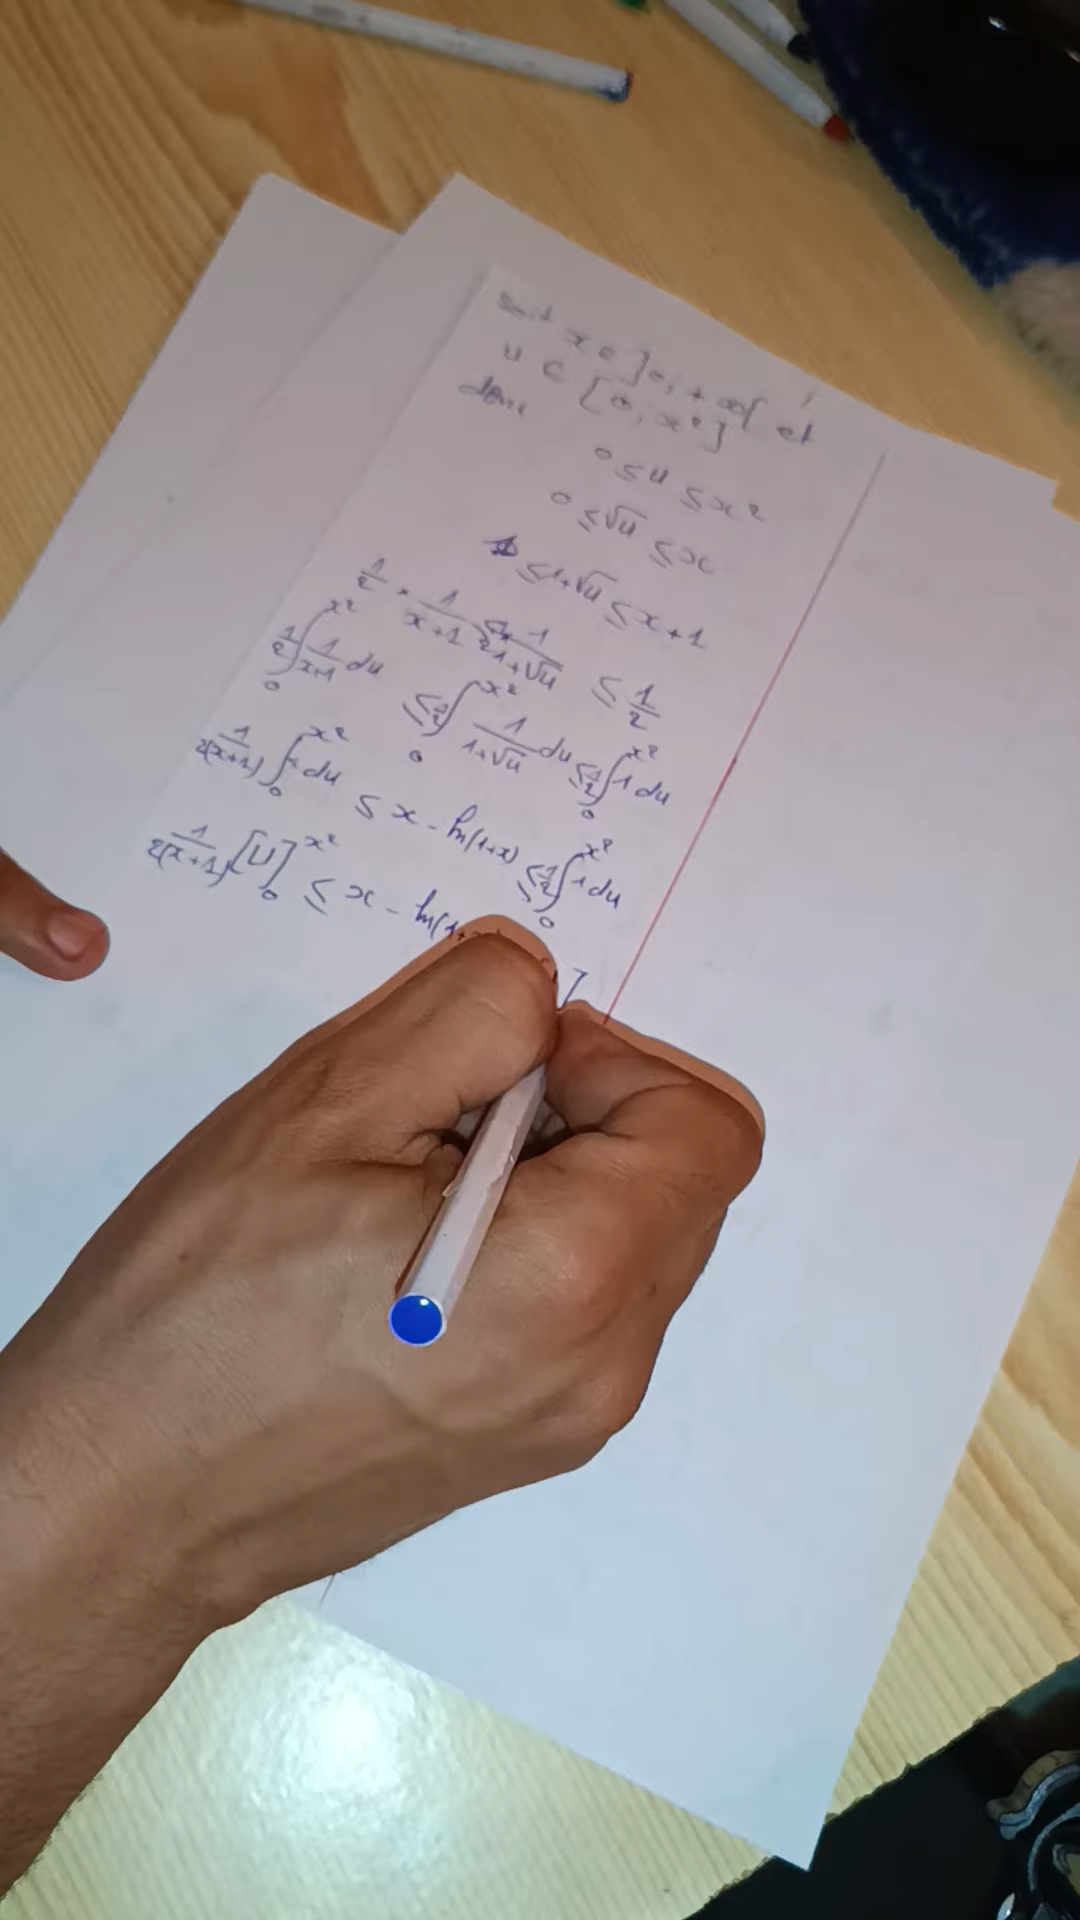 Soit x ∈ ]0, +∞[ et
u ∈ [0, x²]
donc
0 ≤ u ≤ x²
0 ≤ √u ≤ x
1 ≤ 1+√u ≤ x+1
1/2 × 1/(x+1) ≤ 1/2 × 1/(1+√u) ≤ 1/2
1/2 ∫₀^x² 1/(x+1) du ≤ 1/2 ∫₀^x² 1/(1+√u) du ≤ 1/2 ∫₀^x² 1 du
1/(2(x+1)) ∫₀^x² 1 du ≤ x - ln(1+x) ≤ 1/2 ∫₀^x² 1 du
1/(2(x+1)) [U]₀^x² ≤ x - ln(1+x)